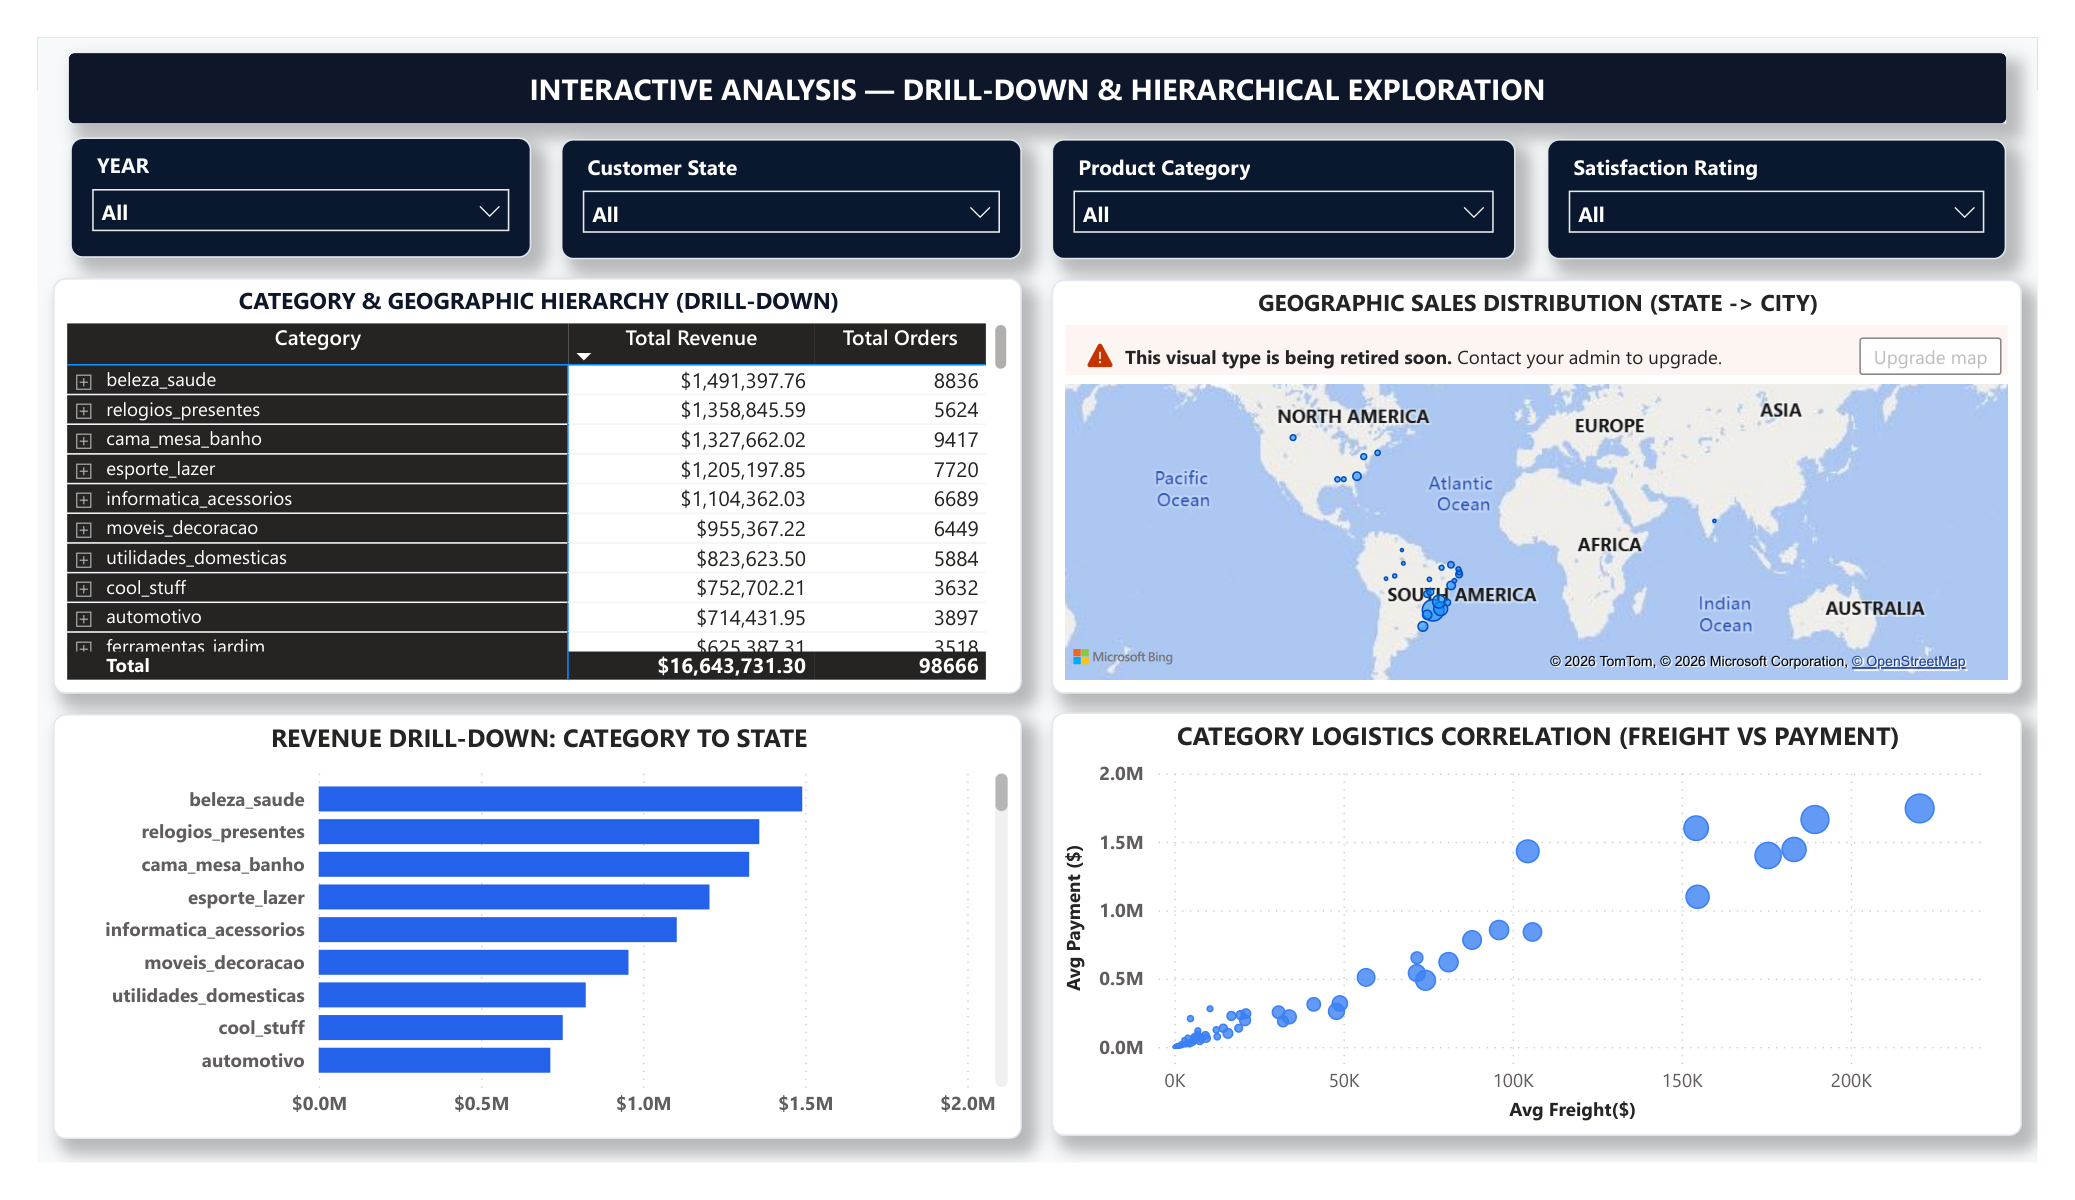 INTERACTIVE ANALYSIS — DRILL-DOWN & HIERARCHICAL EXPLORATION
YEAR
All
Customer State
All
Product Category
All
Satisfaction Rating
All
CATEGORY & GEOGRAPHIC HIERARCHY (DRILL-DOWN)
Category Total Revenue Total Orders
beleza_saude $1,491,397.76 8836
relogios_presentes $1,358,845.59 5624
cama_mesa_banho $1,327,662.02 9417
esporte_lazer $1,205,197.85 7720
informatica_acessorios $1,104,362.03 6689
moveis_decoracao $955,367.22 6449
utilidades_domesticas $823,623.50 5884
cool_stuff $752,702.21 3632
automotivo $714,431.95 3897
ferramentas_jardim $625,387.31 3518
Total $16,643,731.30 98666
GEOGRAPHIC SALES DISTRIBUTION (STATE -> CITY)
This visual type is being retired soon. Contact your admin to upgrade.
Upgrade map
NORTH AMERICA
EUROPE
ASIA
Pacific
Ocean
Atlantic
Ocean
AFRICA
SOUTH AMERICA
Indian
Ocean
AUSTRALIA
Microsoft Bing
© 2026 TomTom, © 2026 Microsoft Corporation, © OpenStreetMap
REVENUE DRILL-DOWN: CATEGORY TO STATE
beleza_saude
relogios_presentes
cama_mesa_banho
esporte_lazer
informatica_acessorios
moveis_decoracao
utilidades_domesticas
cool_stuff
automotivo
$0.0M $0.5M $1.0M $1.5M $2.0M
CATEGORY LOGISTICS CORRELATION (FREIGHT VS PAYMENT)
Avg Payment ($)
2.0M
1.5M
1.0M
0.5M
0.0M
0K 50K 100K 150K 200K
Avg Freight($)